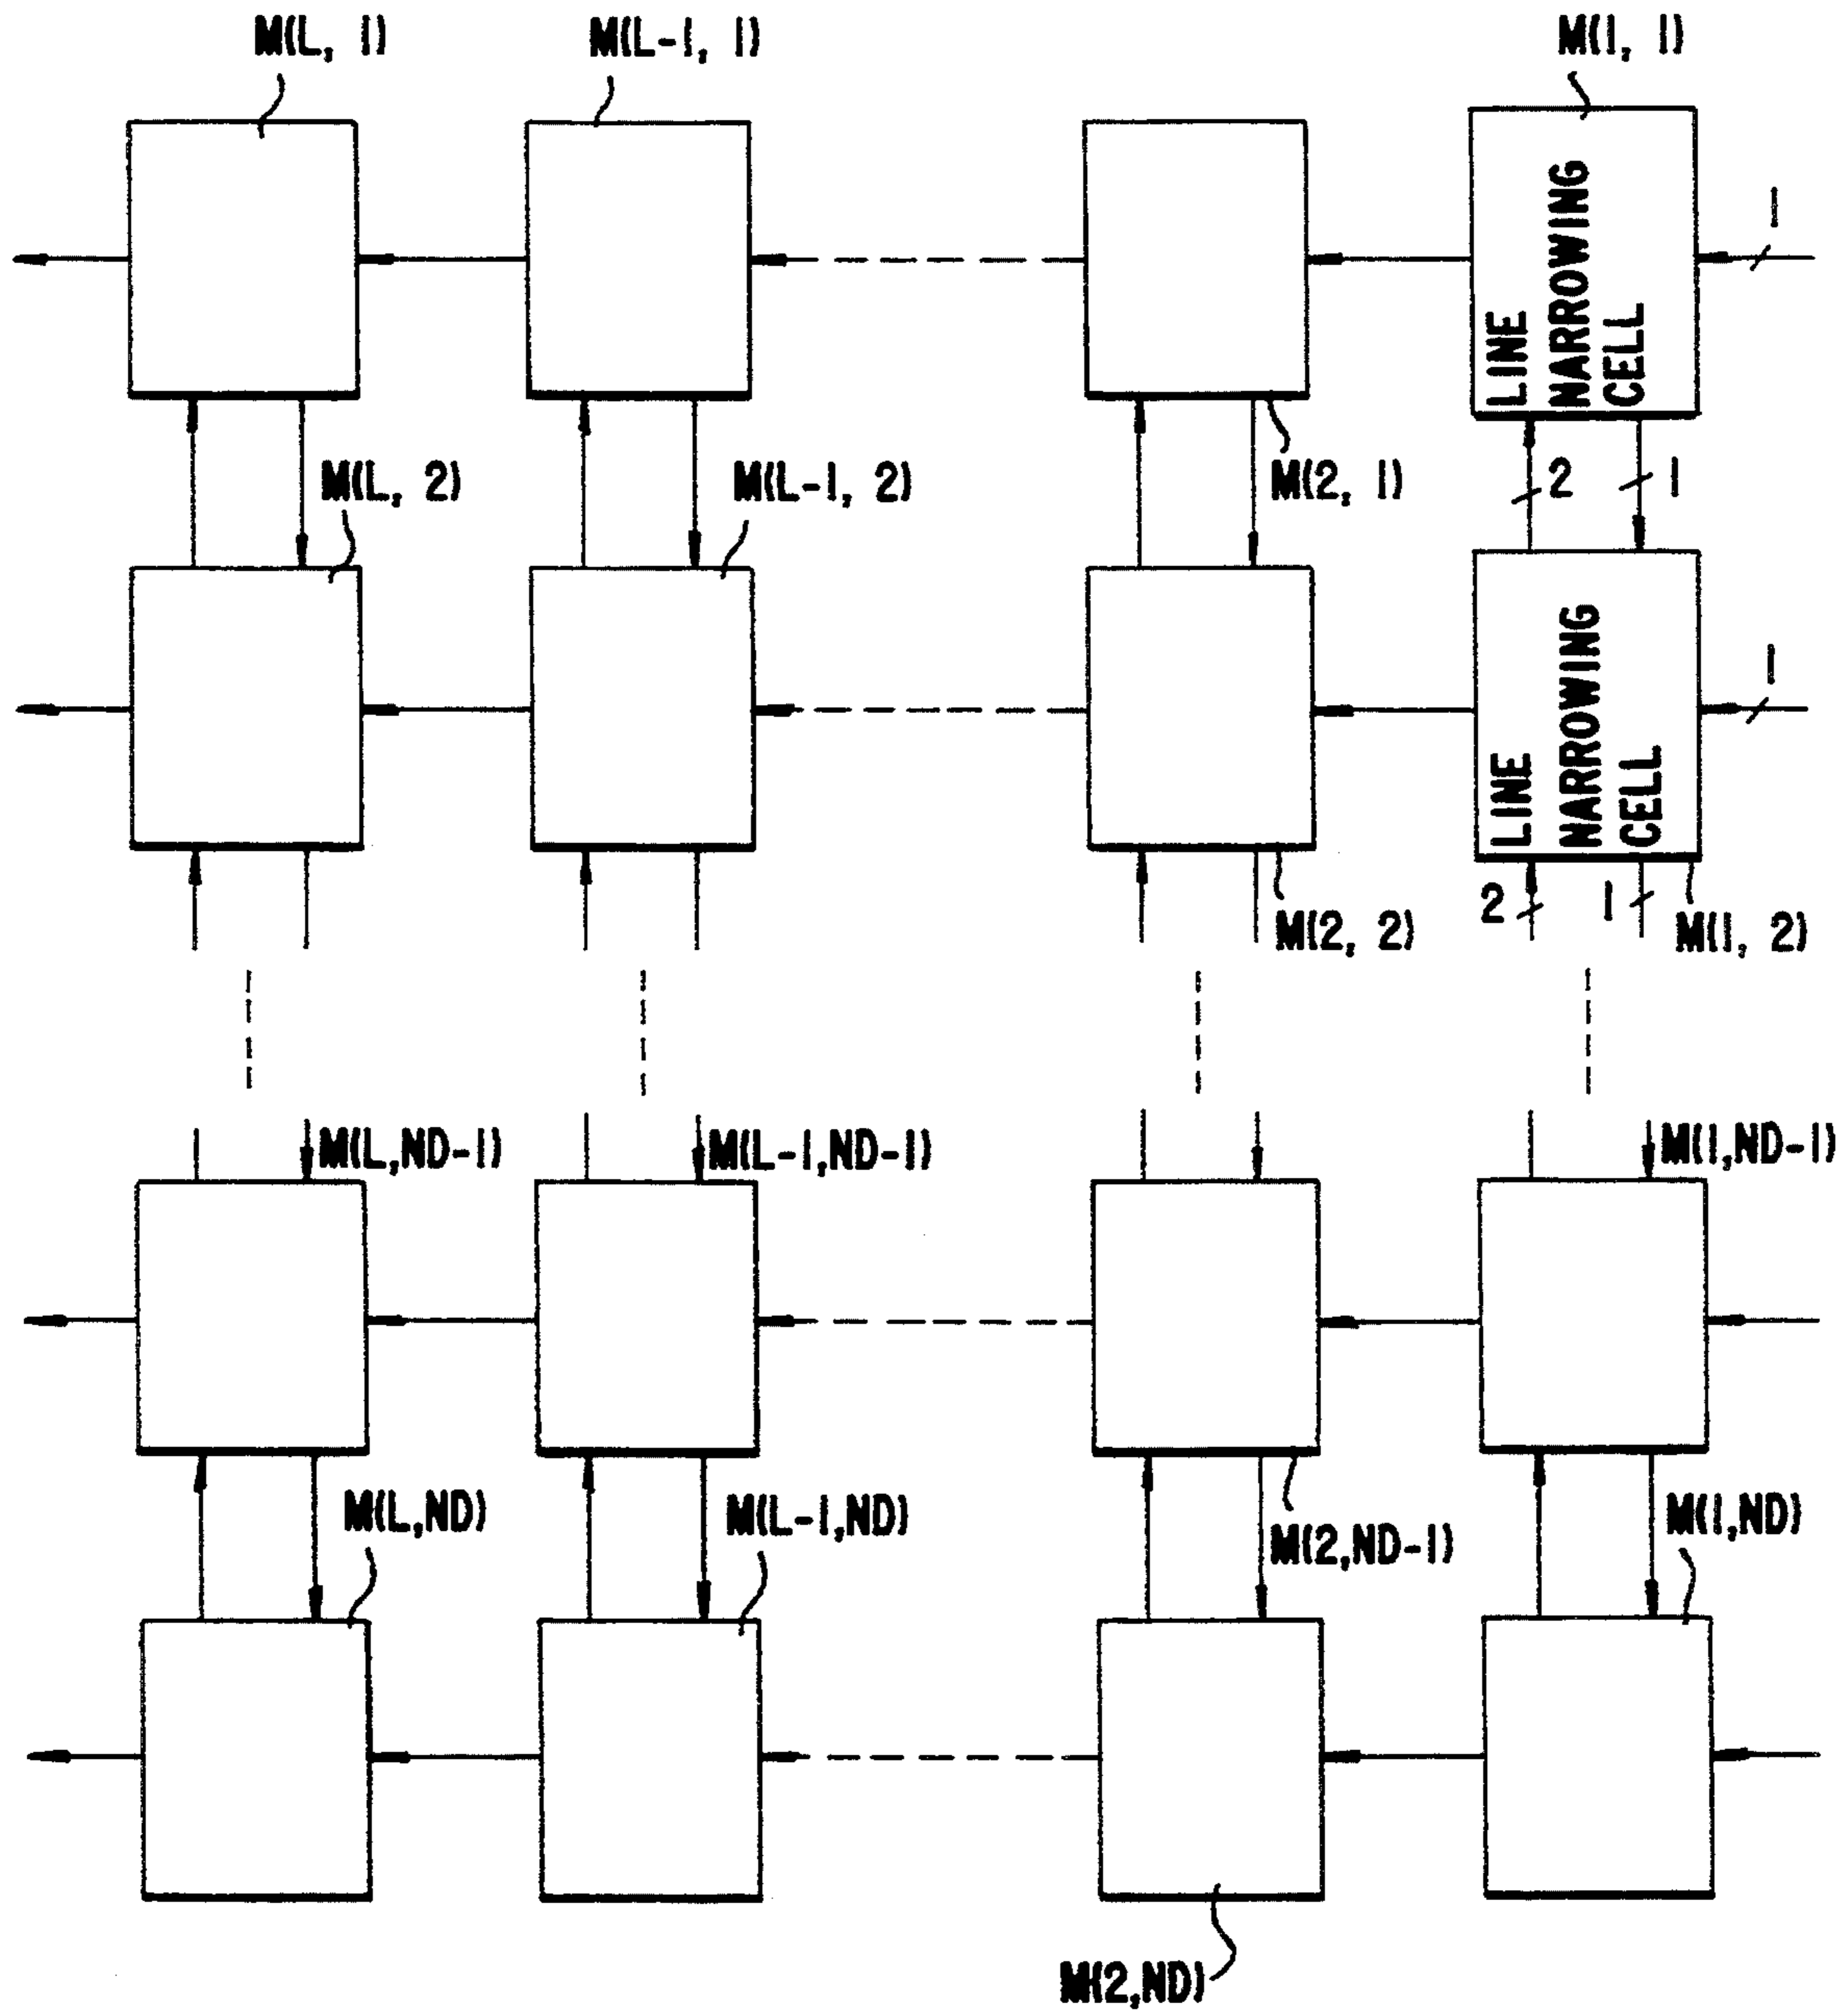 M(L, 1)
M(L-1, 1)
M(1, 1)
LINE
NARROWING
CELL
1
M(L, 2)
M(L-1, 2)
M(2, 1)
2
1
LINE
NARROWING
CELL
1
2
1
M(2, 2)
M(1, 2)
M(L,ND-1)
M(L-1,ND-1)
M(1,ND-1)
M(L,ND)
M(L-1,ND)
M(2,ND-1)
M(1,ND)
M(2,ND)